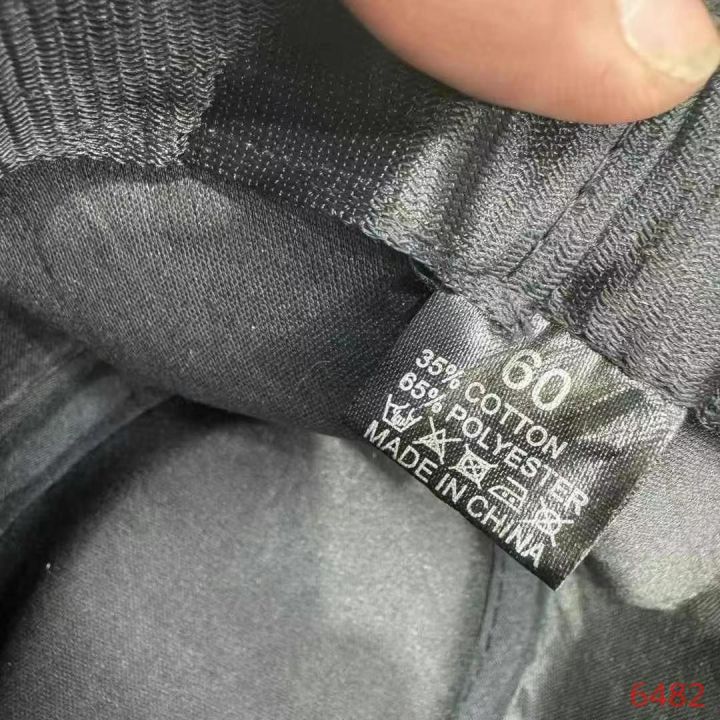 60
35% COTTON
65% POLYESTER
MADE IN CHINA
6482